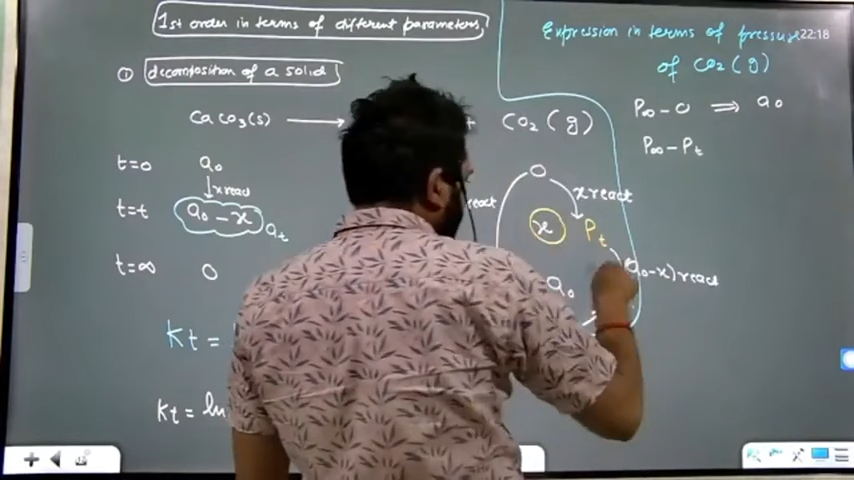 1st order in terms of different parameters
① decomposition of a solid
CaCO3(s) ⟶ + CO2 (g)
t=0 a0 0
x react x react
t=t a0 - x at x Pt
react (a0-x) react
t=∞ 0 a0
Kt =
Kt = ln
Expression in terms of pressure
of CO2 (g)
P∞ - 0 ⟹ a0
P∞ - Pt
22:18